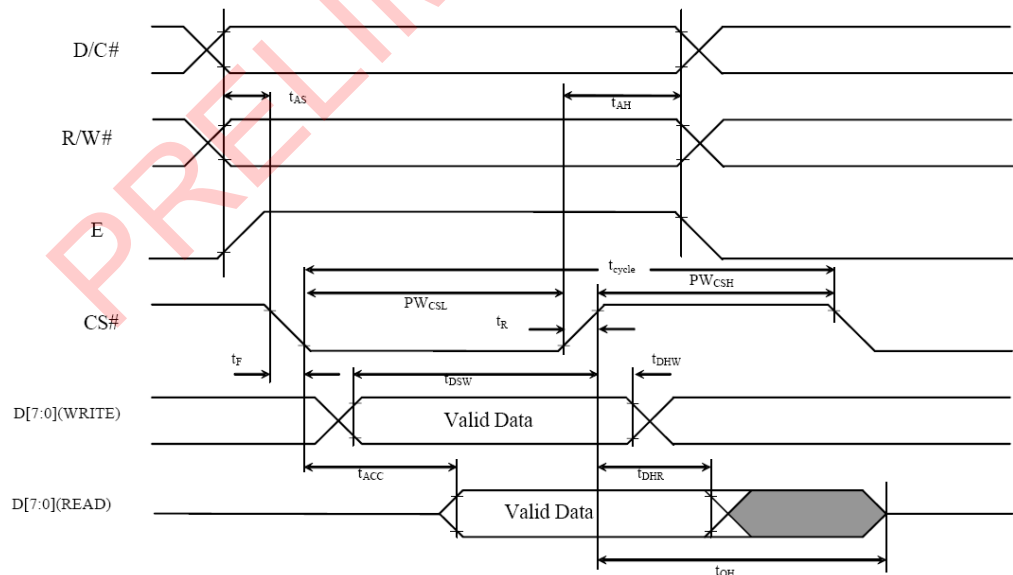 PRELIM
D/C#
tAS
tAH
R/W#
E
tcycle
PWCSL
PWCSH
CS#
tR
tF
tDSW
tDHW
D[7:0](WRITE)
Valid Data
tACC
tDHR
D[7:0](READ)
Valid Data
tOH